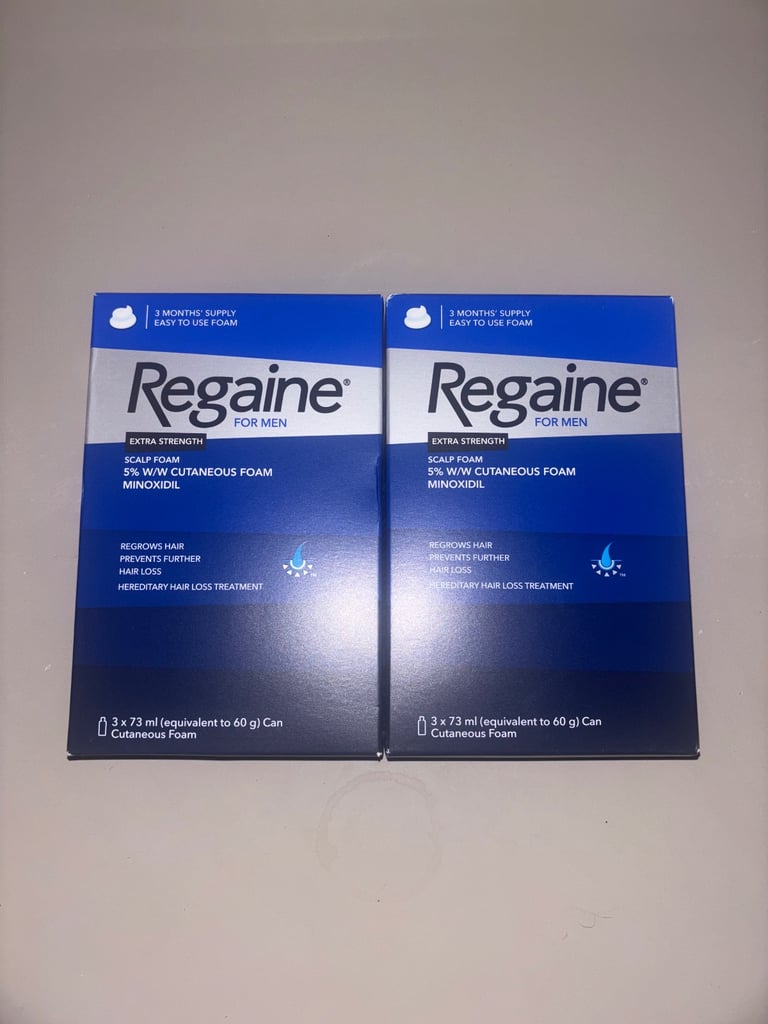 3 MONTHS' SUPPLY
EASY TO USE FOAM
Regaine®
FOR MEN
EXTRA STRENGTH
SCALP FOAM
5% W/W CUTANEOUS FOAM
MINOXIDIL
REGROWS HAIR
PREVENTS FURTHER
HAIR LOSS
HEREDITARY HAIR LOSS TREATMENT
TM
3 x 73 ml (equivalent to 60 g) Can
Cutaneous Foam
3 MONTHS' SUPPLY
EASY TO USE FOAM
Regaine®
FOR MEN
EXTRA STRENGTH
SCALP FOAM
5% W/W CUTANEOUS FOAM
MINOXIDIL
REGROWS HAIR
PREVENTS FURTHER
HAIR LOSS
HEREDITARY HAIR LOSS TREATMENT
TM
3 x 73 ml (equivalent to 60 g) Can
Cutaneous Foam